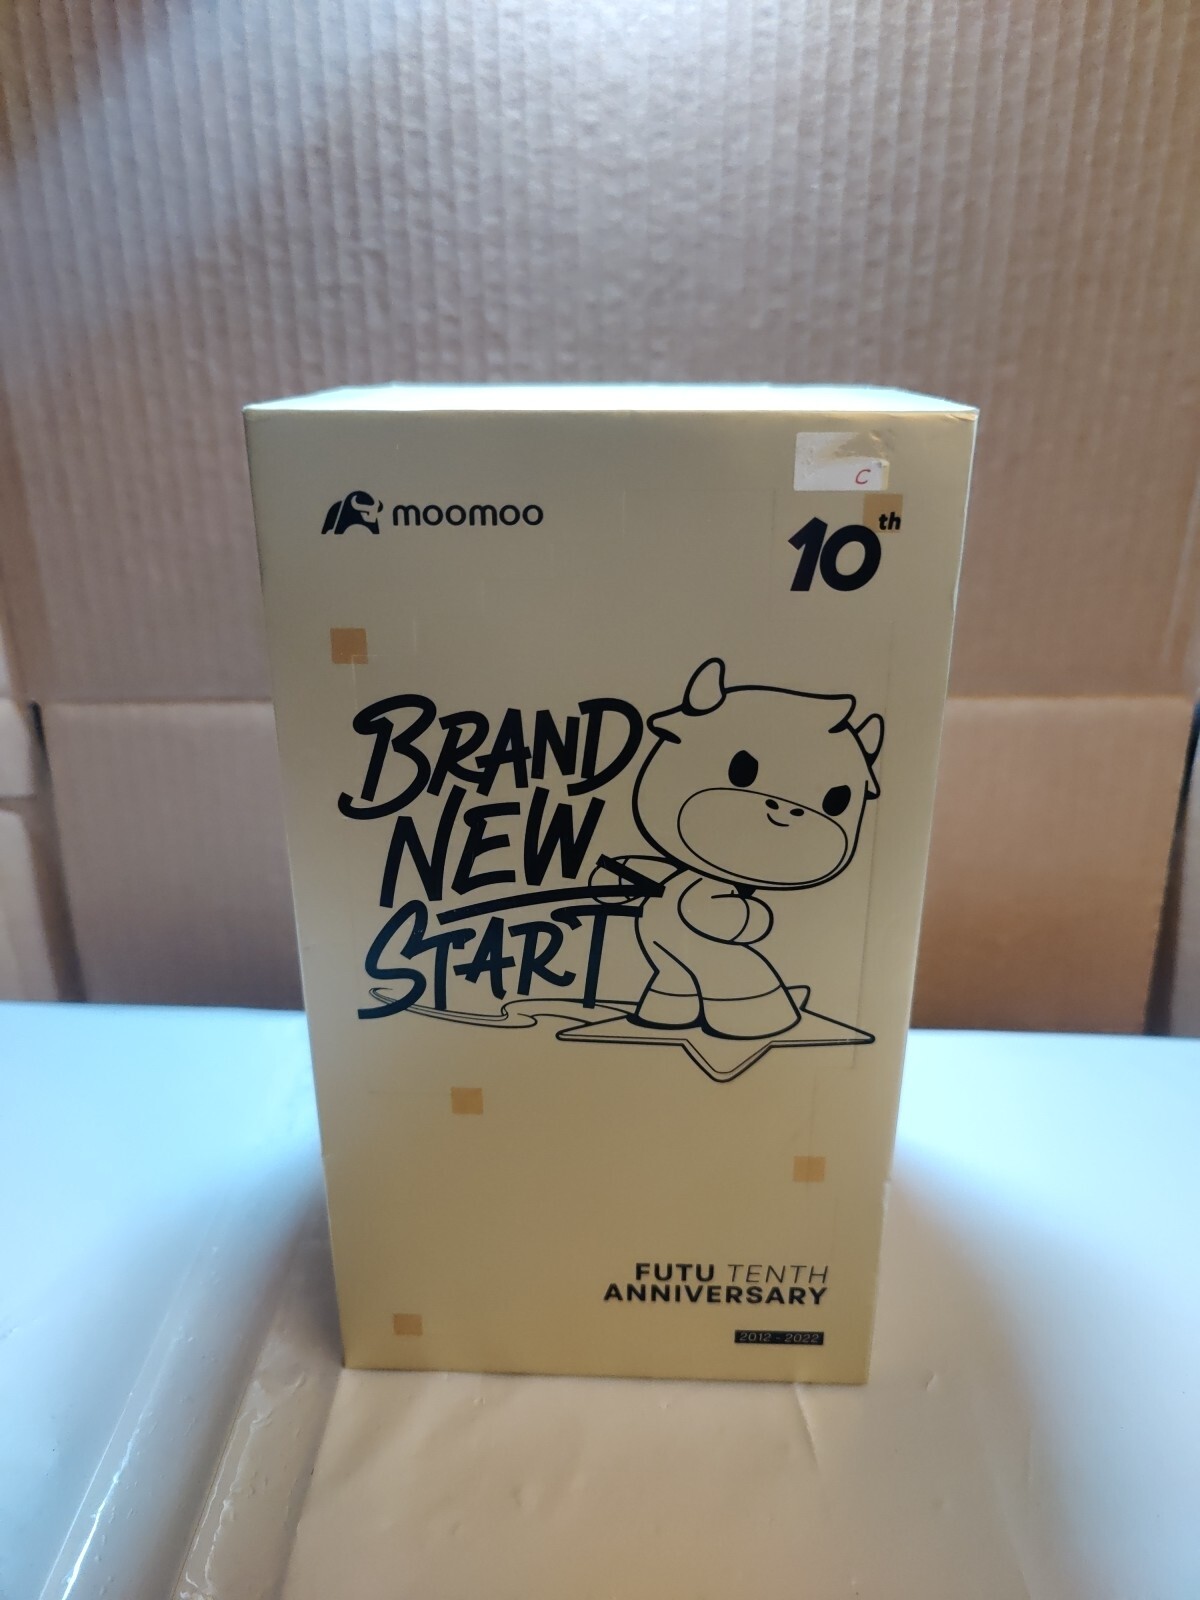 C
moomoo
10th
BRAND
NEW
START
FUTU TENTH
ANNIVERSARY
2012 - 2022